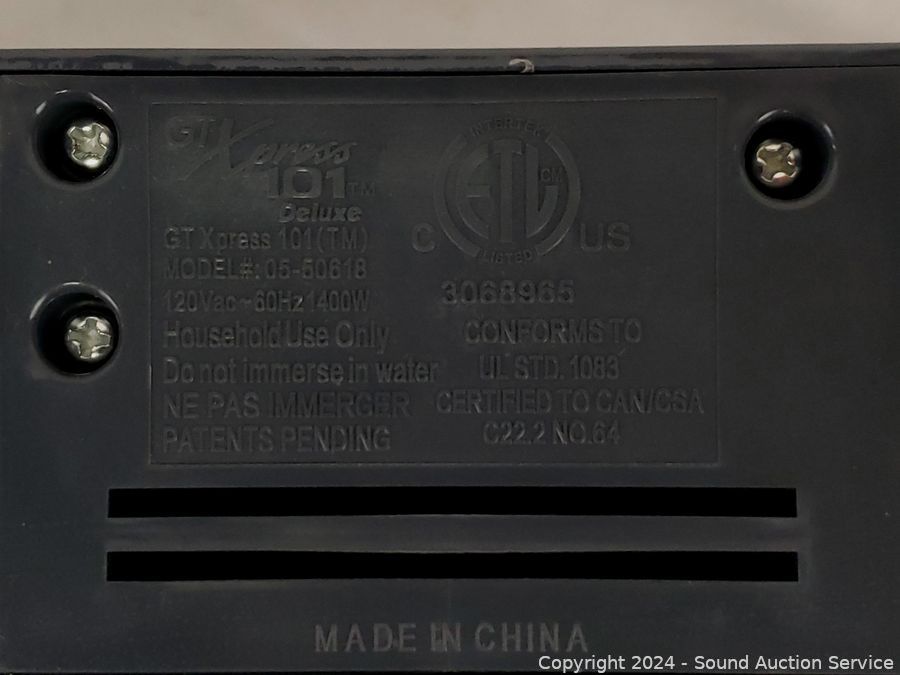 GT Xpress
101TM
Deluxe
GT Xpress 101(TM)
MODEL#: 05-50618
120Vac~60Hz 1400W
Household Use Only
Do not immerse in water
NE PAS IMMERGER
PATENTS PENDING
INTERTEK
ETL CM
C US
LISTED
3068965
CONFORMS TO
UL STD. 1083
CERTIFIED TO CAN/CSA
C22.2 NO.64
MADE IN CHINA
Copyright 2024 - Sound Auction Service